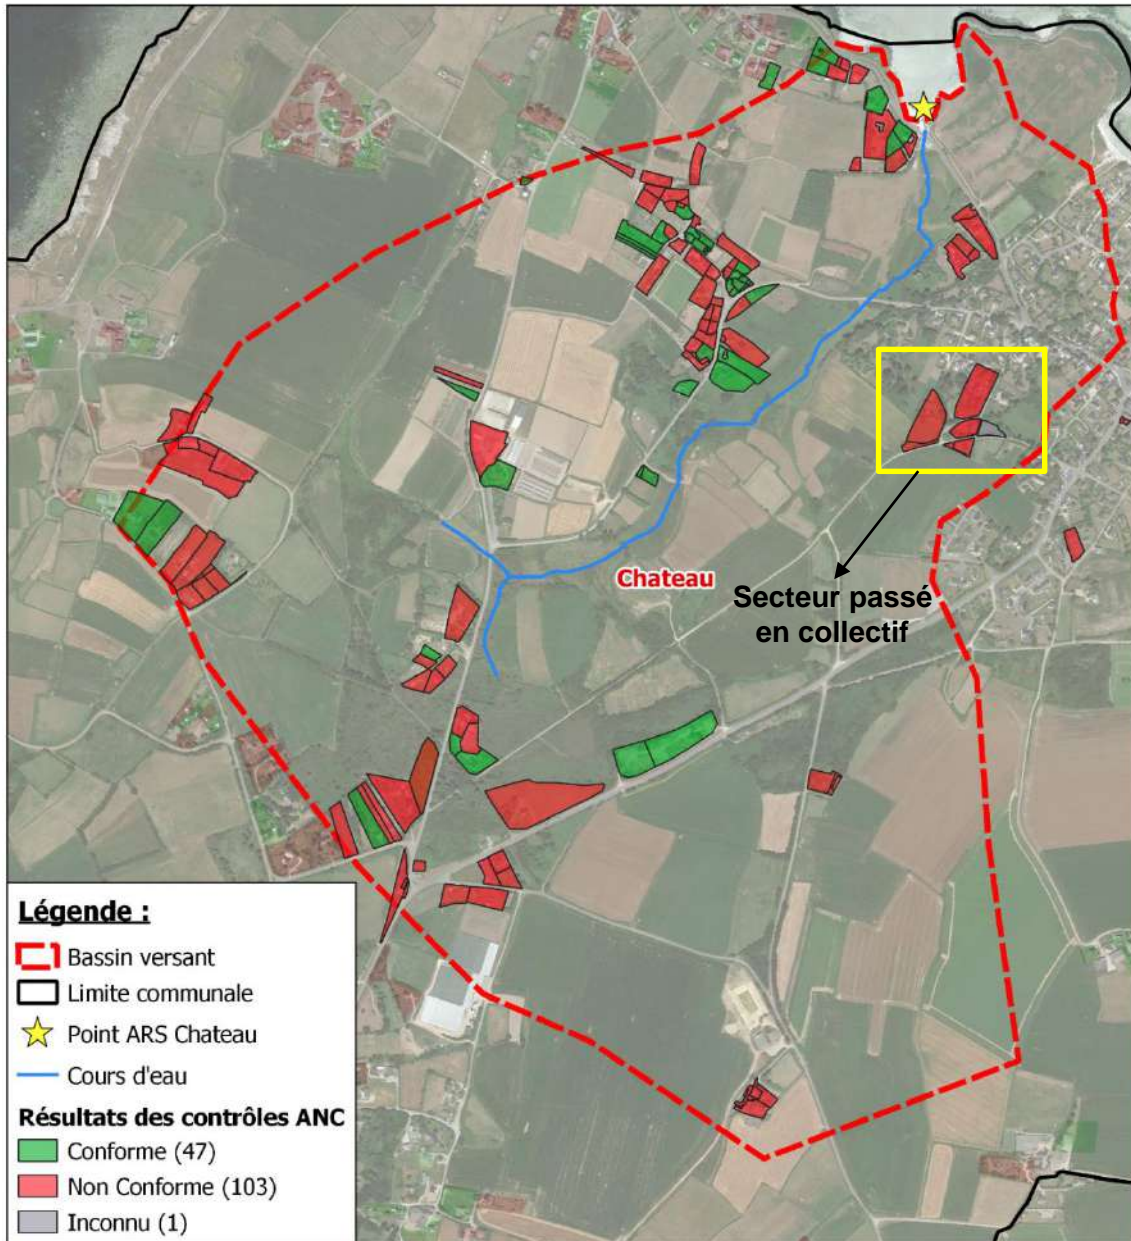 Chateau
Secteur passé
en collectif
Légende :
Bassin versant
Limite communale
Point ARS Chateau
Cours d'eau
Résultats des contrôles ANC
Conforme (47)
Non Conforme (103)
Inconnu (1)